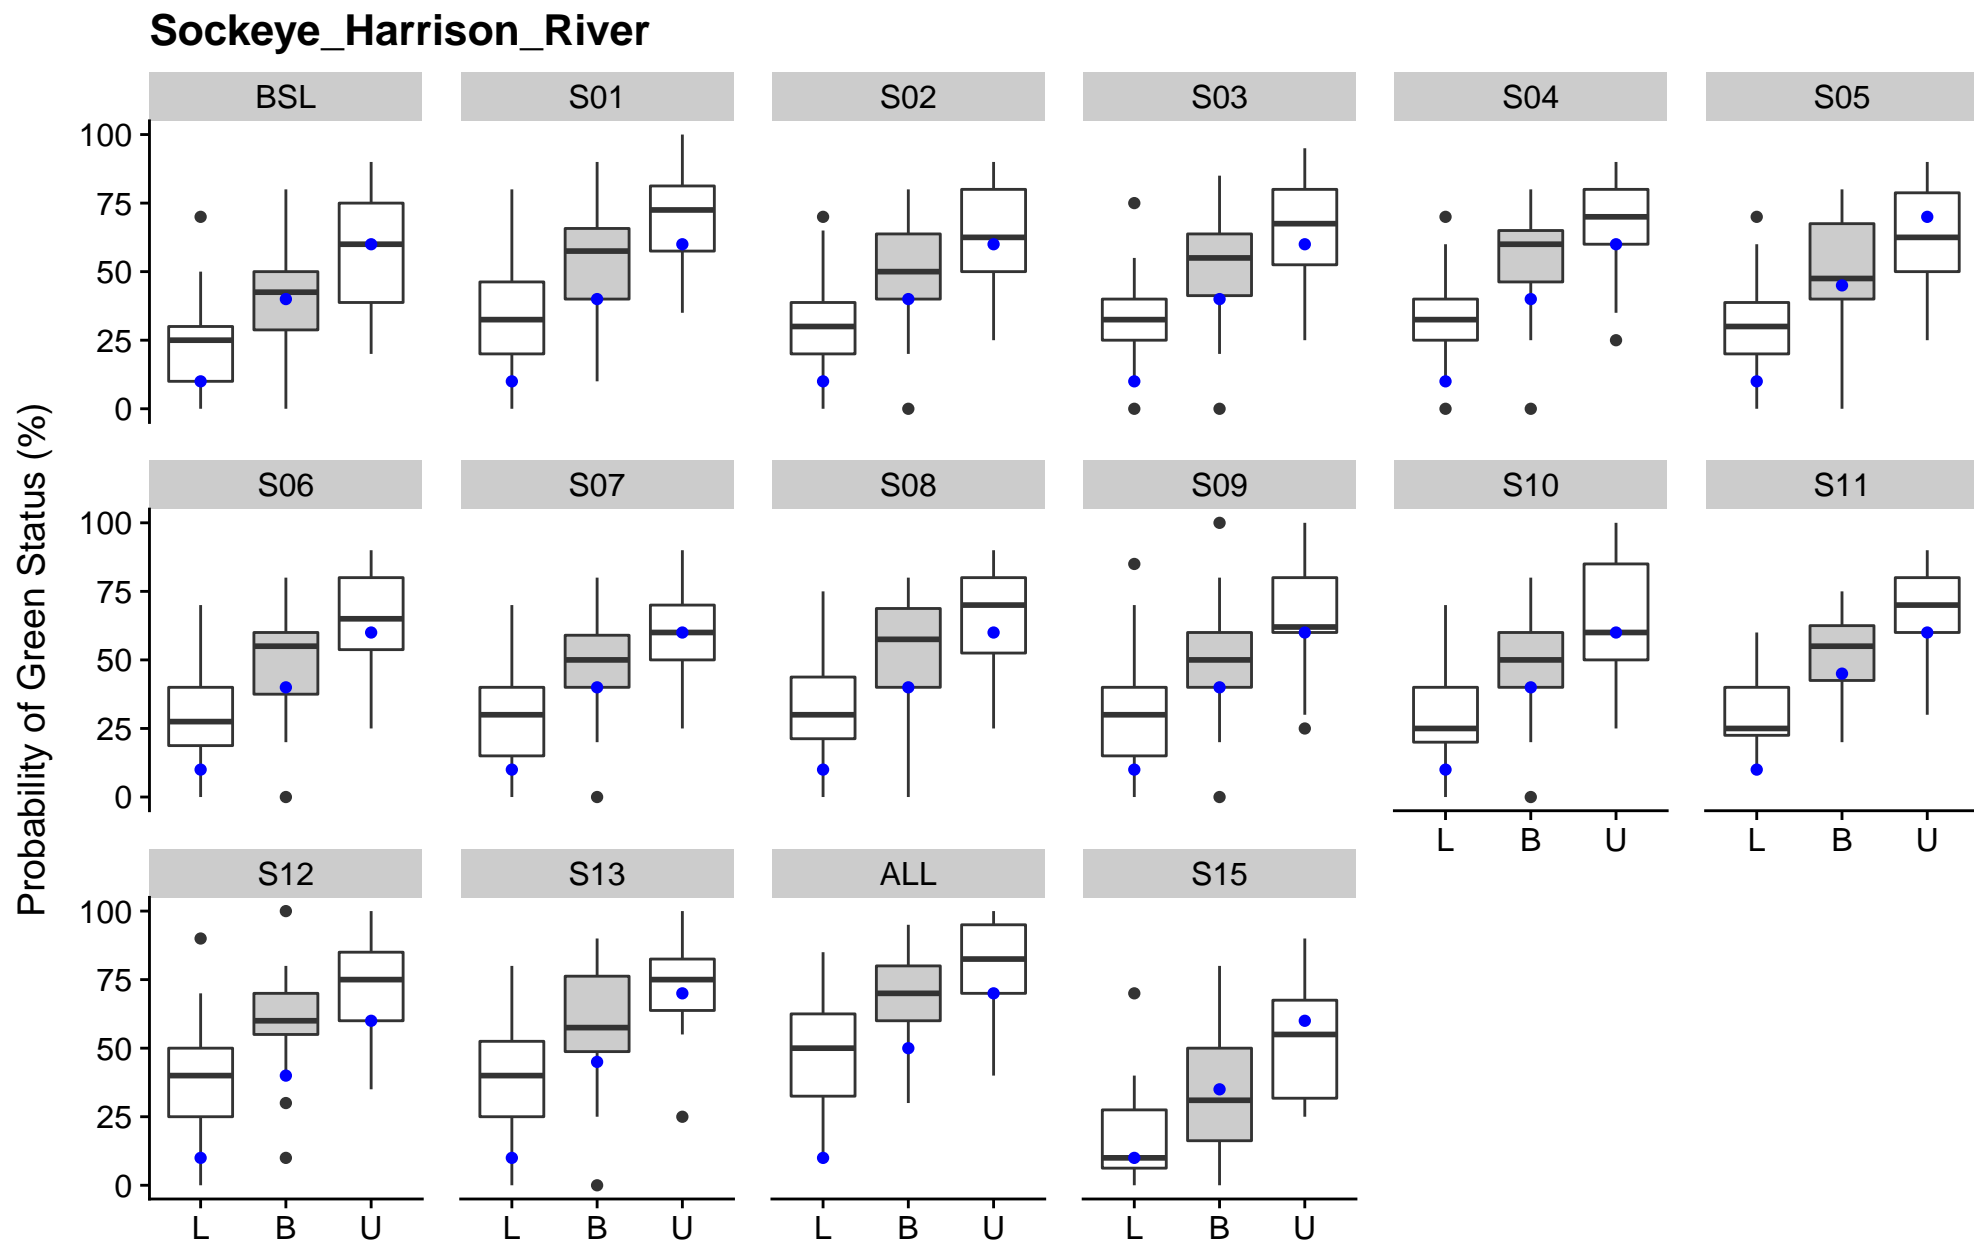 Sockeye_Harrison_River
Probability of Green Status (%)
BSL S01 S02 S03 S04 S05
100
75
50
25
0
S06 S07 S08 S09 S10 S11
100
75
50
25
0
L B U L B U
S12 S13 ALL S15
100
75
50
25
0
L B U L B U L B U L B U